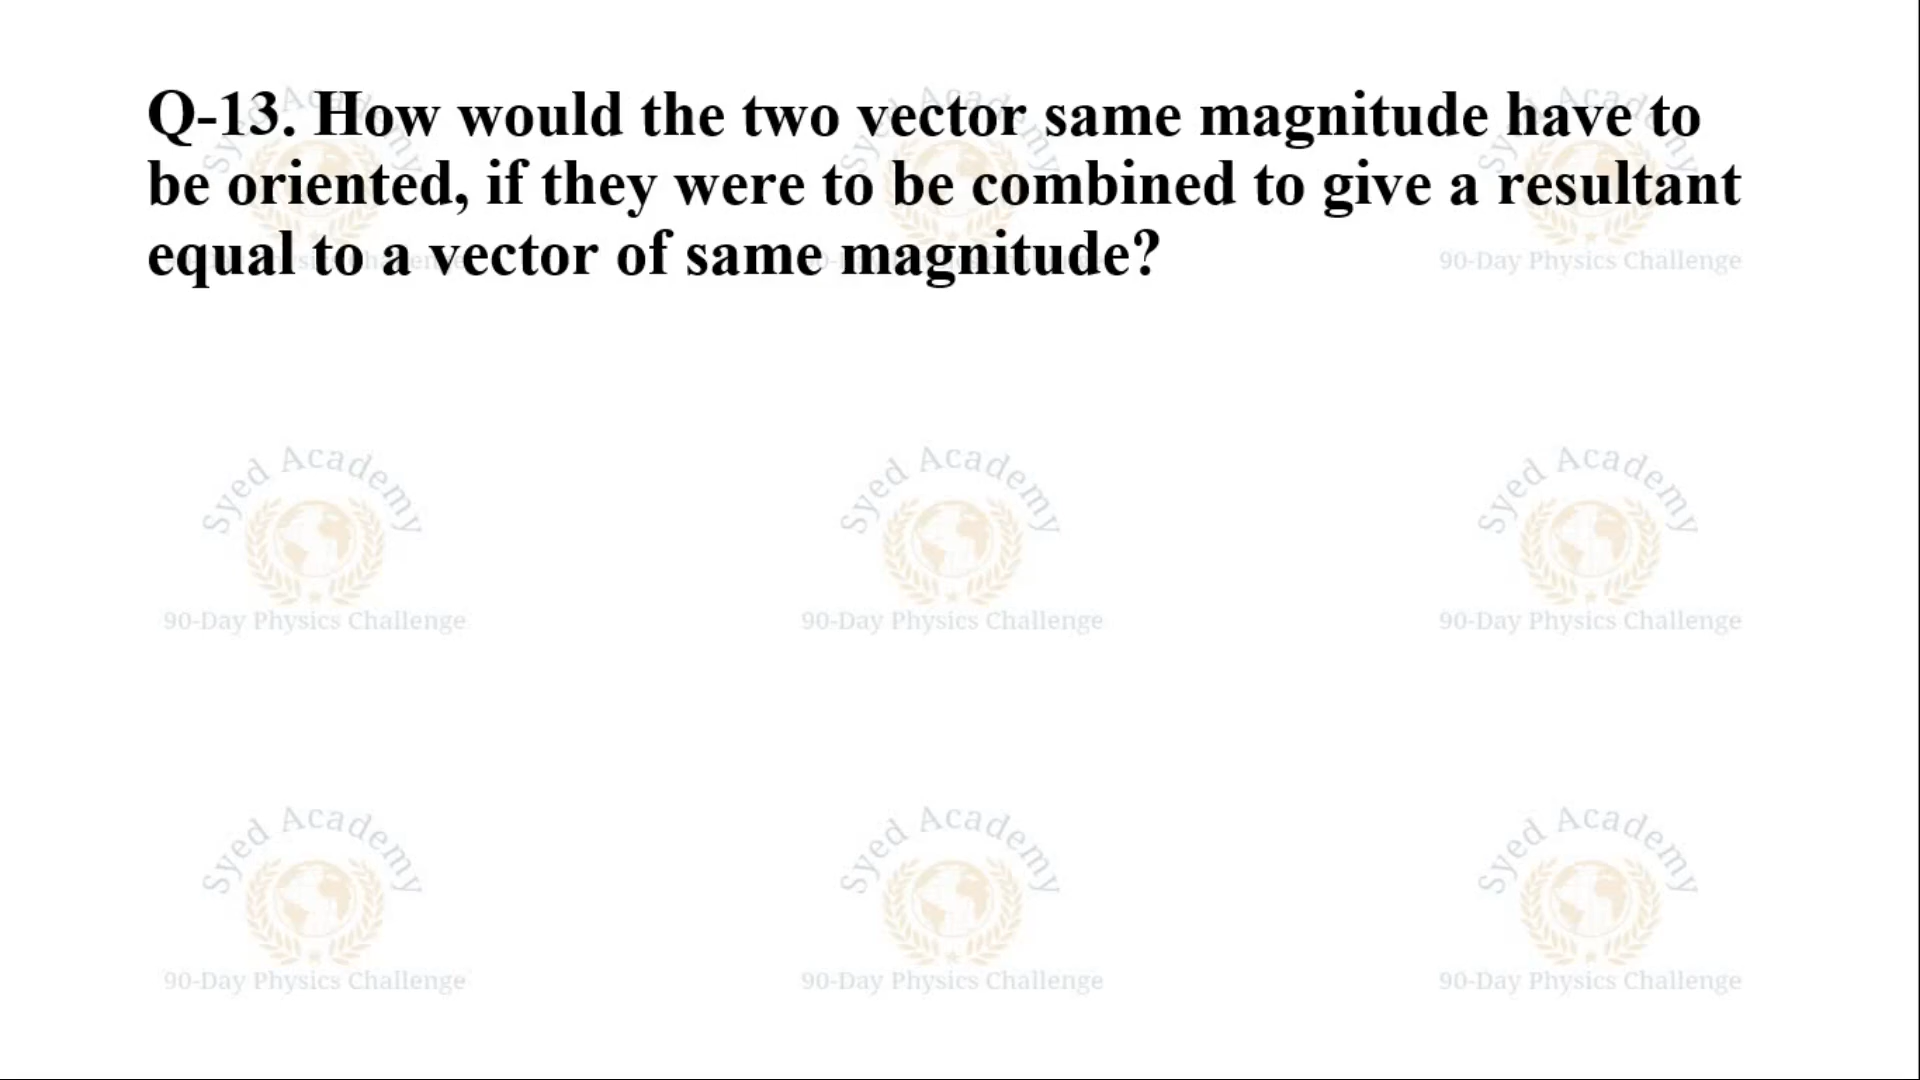 Q-13. How would the two vector same magnitude have to
be oriented, if they were to be combined to give a resultant
equal to a vector of same magnitude?
90-Day Physics Challenge
Syed Academy Syed Academy Syed Academy
90-Day Physics Challenge 90-Day Physics Challenge 90-Day Physics Challenge
Syed Academy Syed Academy Syed Academy
90-Day Physics Challenge 90-Day Physics Challenge 90-Day Physics Challenge